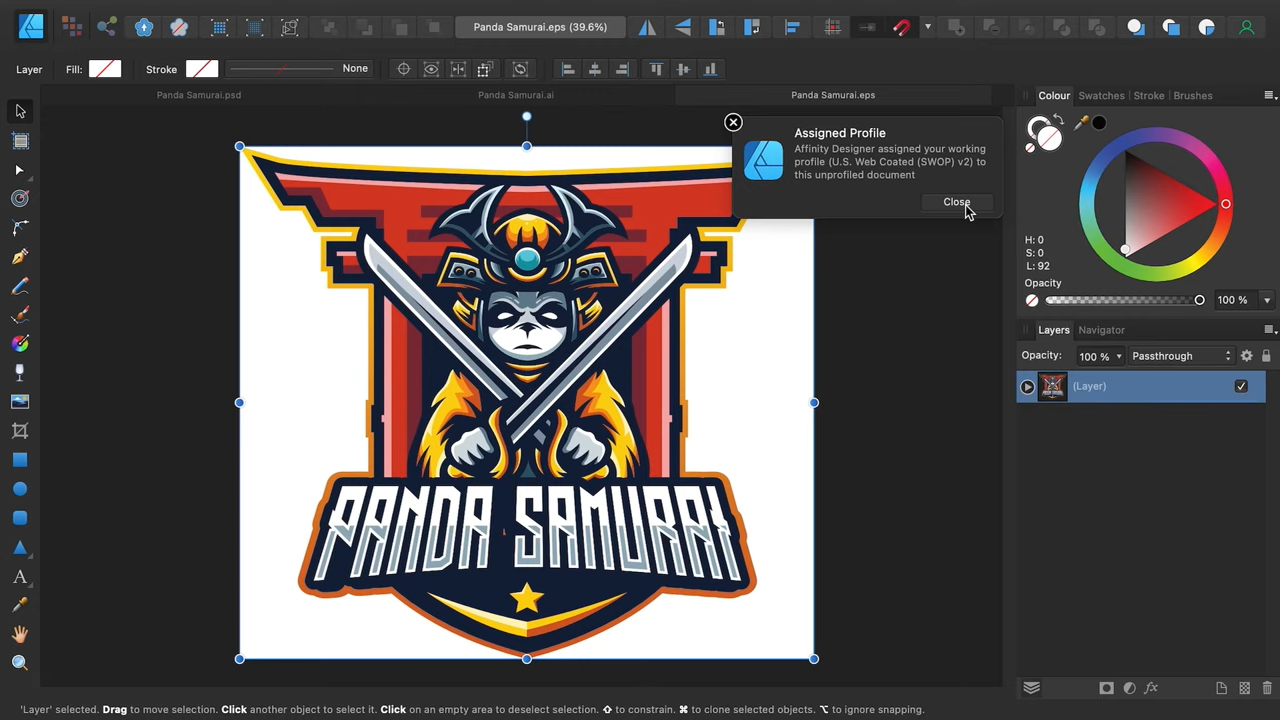 Panda Samurai.eps (39.6%)
Layer
Fill:
Stroke
None
Panda Samurai.psd
Panda Samurai.ai
Panda Samurai.eps
Assigned Profile
Affinity Designer assigned your working
profile (U.S. Web Coated (SWOP) v2) to
this unprofiled document
Close
Colour
Swatches
Stroke
Brushes
H: 0
S: 0
L: 92
Opacity
100 %
Layers
Navigator
Opacity:
100 %
Passthrough
(Layer)
fx
A
PANDA SAMURAI
'Layer' selected. Drag to move selection. Click another object to select it. Click on an empty area to deselect selection. ⇧ to constrain. ⌘ to clone selected objects. ⌥ to ignore snapping.